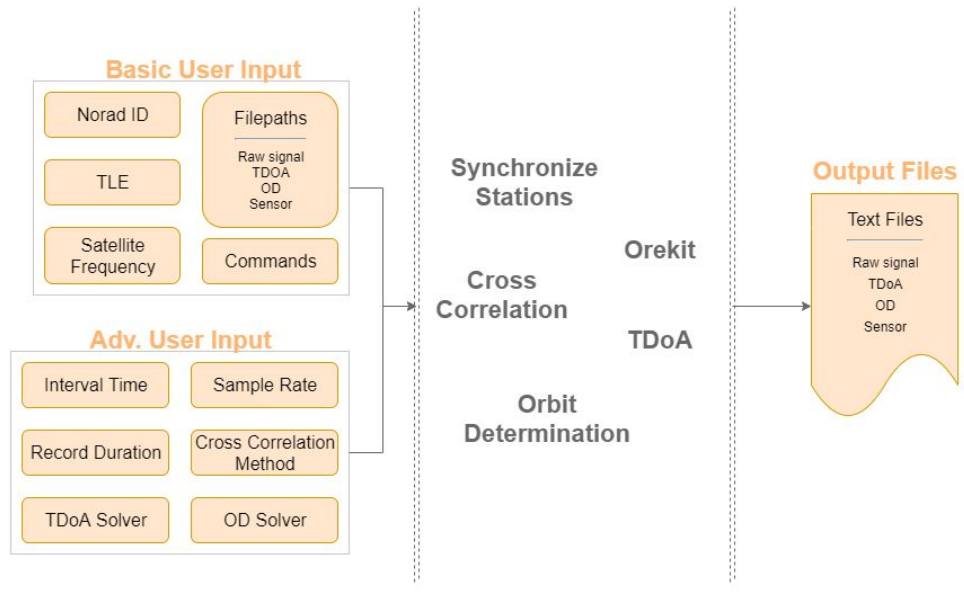 Basic User Input
Norad ID
TLE
Satellite
Frequency
Filepaths
Raw signal
TDOA
OD
Sensor
Commands
Adv. User Input
Interval Time
Sample Rate
Record Duration
Cross Correlation
Method
TDoA Solver
OD Solver
Synchronize
Stations
Orekit
Cross
Correlation
TDoA
Orbit
Determination
Output Files
Text Files
Raw signal
TDoA
OD
Sensor